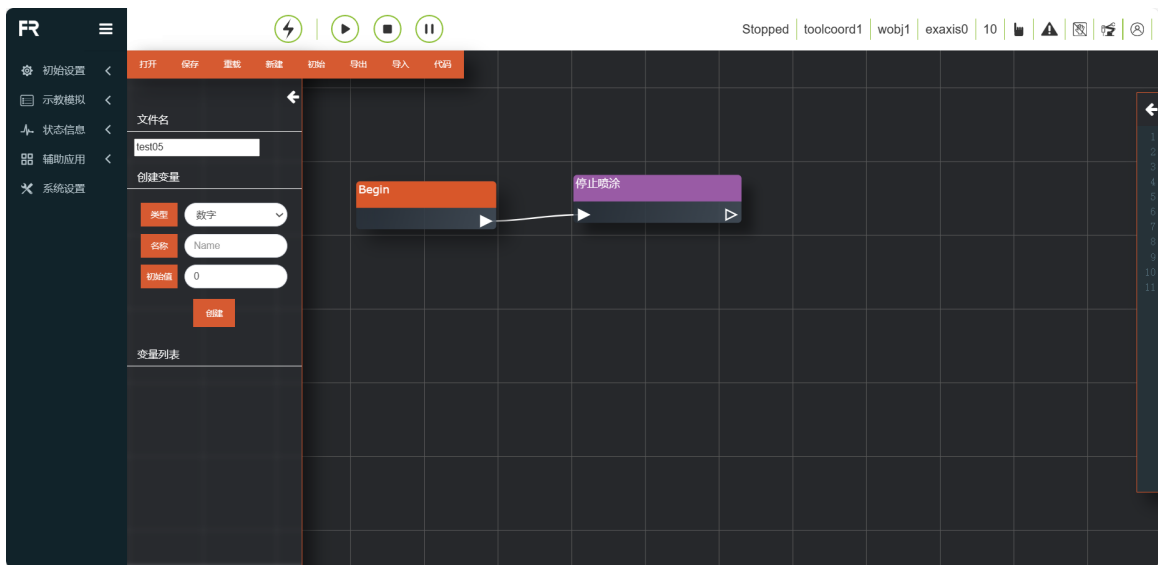 FR
Stopped toolcoord1 wobj1 exaxis0 10
初始设置
示教模拟
状态信息
辅助应用
系统设置
打开 保存 重载 新建 初始 导出 导入 代码
文件名
test05
创建变量
类型 数字
名称 Name
初始值 0
创建
变量列表
Begin
停止喷涂
1
2
3
4
5
6
7
8
9
10
11